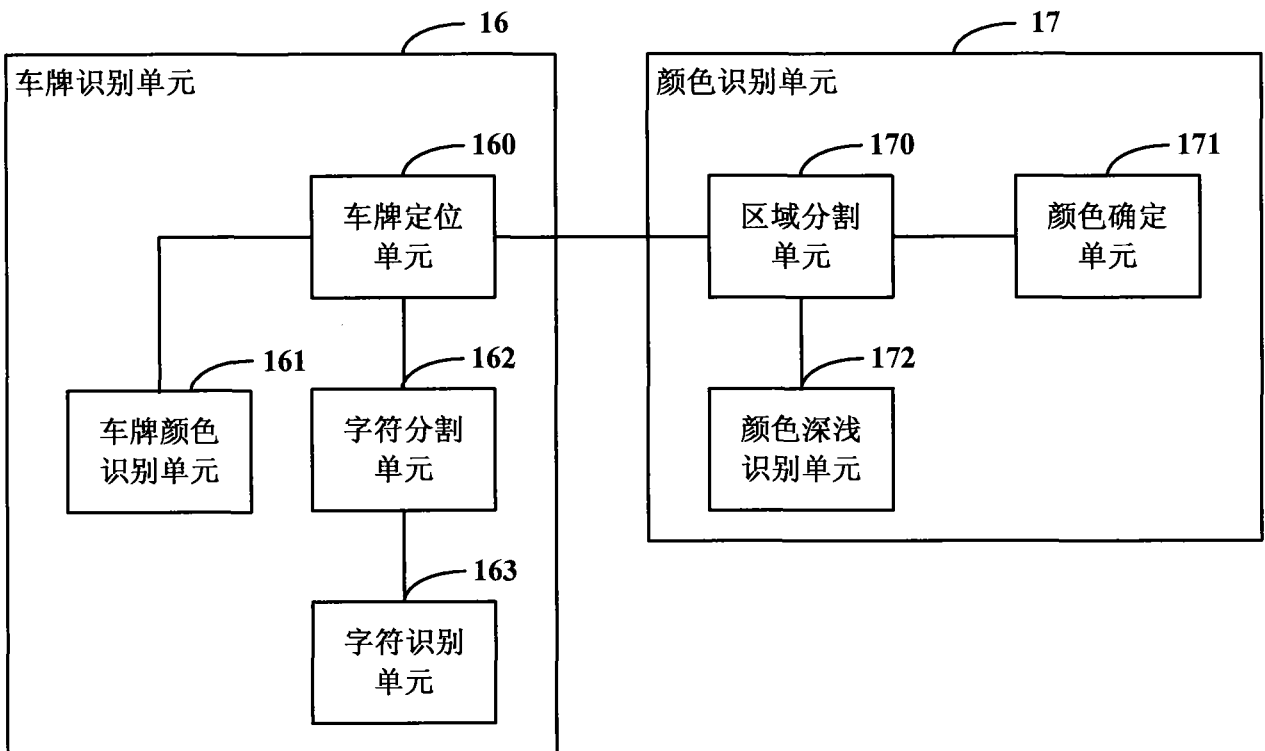 16
17
车牌识别单元
颜色识别单元
160
170
171
车牌定位
单元
区域分割
单元
颜色确定
单元
161
162
172
车牌颜色
识别单元
字符分割
单元
颜色深浅
识别单元
163
字符识别
单元